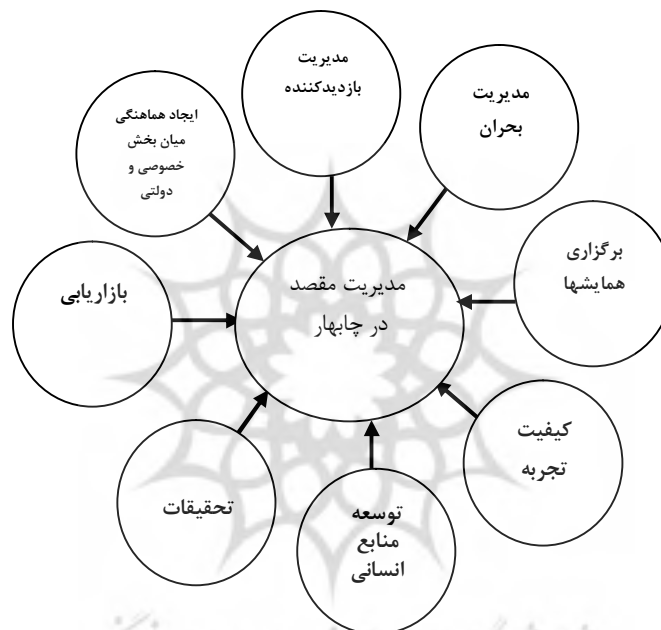 مدیریت
بازدیدکننده
مدیریت
بحران
ایجاد هماهنگی
میان بخش
خصوصی و
دولتی
برگزاری
همایشها
بازاریابی
مدیریت مقصد
در چابهار
کیفیت
تجربه
تحقیقات
توسعه
منابع
انسانی